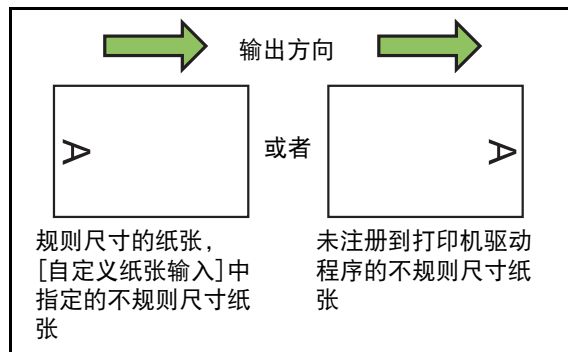 输出方向
A
或者
A
规则尺寸的纸张，
[自定义纸张输入]中
指定的不规则尺寸纸
张
未注册到打印机驱动
程序的不规则尺寸纸
张